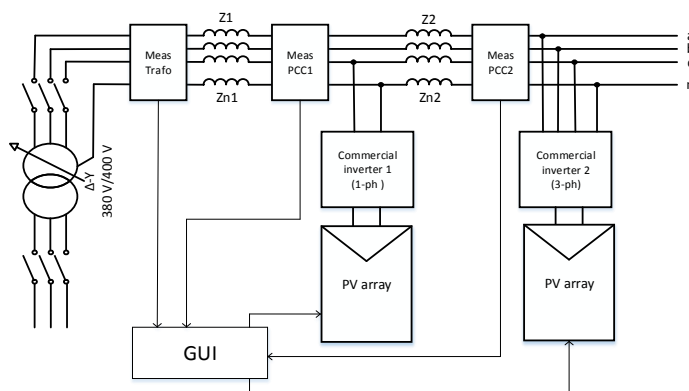 Z1
Z2
Meas
Trafo
Meas
PCC1
Meas
PCC2
Zn1
Zn2
Δ-Y
380 V/400 V
Commercial
inverter 1
(1-ph )
Commercial
inverter 2
(3-ph)
PV array
PV array
GUI